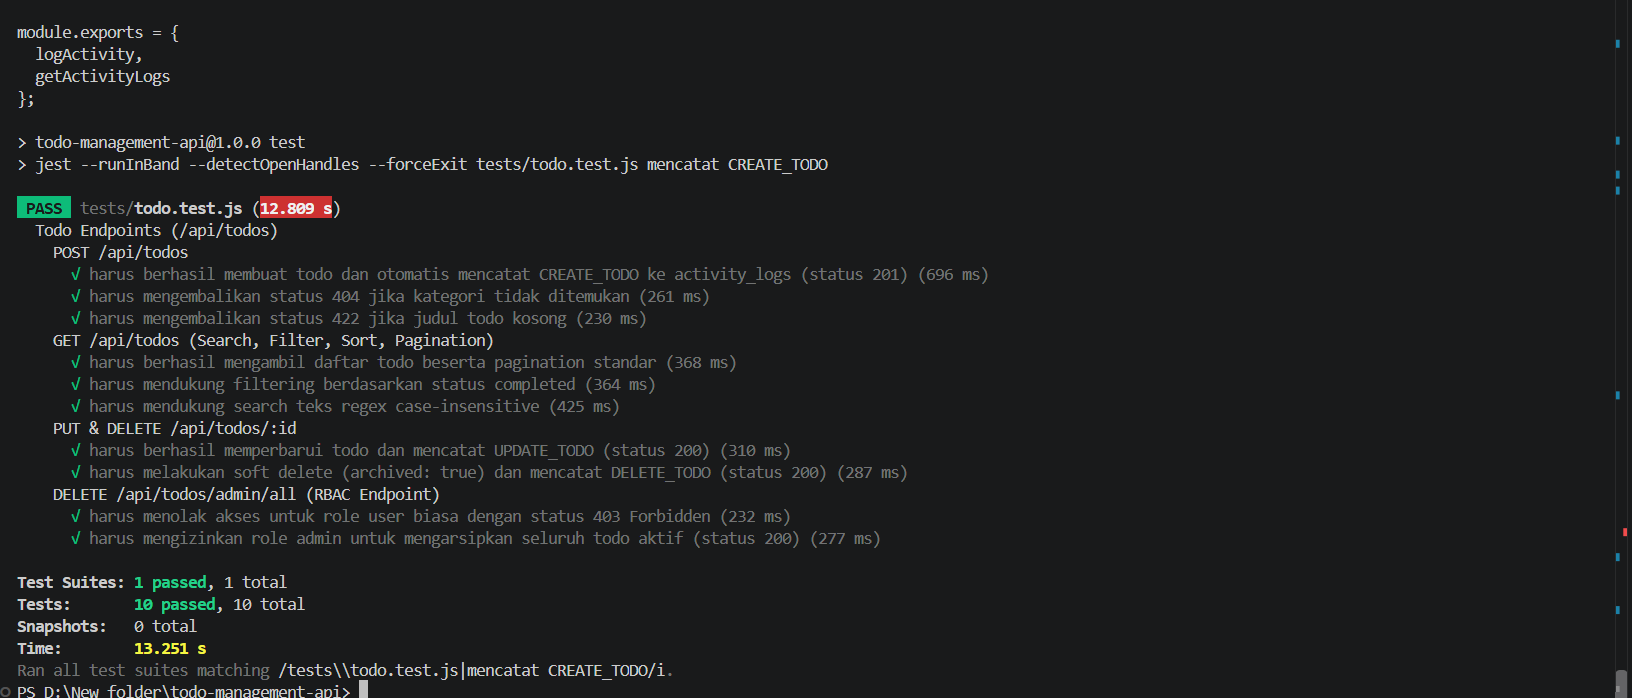 module.exports = {
  logActivity,
  getActivityLogs
};
> todo-management-api@1.0.0 test
> jest --runInBand --detectOpenHandles --forceExit tests/todo.test.js mencatat CREATE_TODO
PASS tests/todo.test.js (12.809 s)
  Todo Endpoints (/api/todos)
    POST /api/todos
      √ harus berhasil membuat todo dan otomatis mencatat CREATE_TODO ke activity_logs (status 201) (696 ms)
      √ harus mengembalikan status 404 jika kategori tidak ditemukan (261 ms)
      √ harus mengembalikan status 422 jika judul todo kosong (230 ms)
    GET /api/todos (Search, Filter, Sort, Pagination)
      √ harus berhasil mengambil daftar todo beserta pagination standar (368 ms)
      √ harus mendukung filtering berdasarkan status completed (364 ms)
      √ harus mendukung search teks regex case-insensitive (425 ms)
    PUT & DELETE /api/todos/:id
      √ harus berhasil memperbarui todo dan mencatat UPDATE_TODO (status 200) (310 ms)
      √ harus melakukan soft delete (archived: true) dan mencatat DELETE_TODO (status 200) (287 ms)
    DELETE /api/todos/admin/all (RBAC Endpoint)
      √ harus menolak akses untuk role user biasa dengan status 403 Forbidden (232 ms)
      √ harus mengizinkan role admin untuk mengarsipkan seluruh todo aktif (status 200) (277 ms)
Test Suites: 1 passed, 1 total
Tests:       10 passed, 10 total
Snapshots:   0 total
Time:        13.251 s
Ran all test suites matching /tests\\todo.test.js|mencatat CREATE_TODO/i.
PS D:\New folder\todo-management-api>